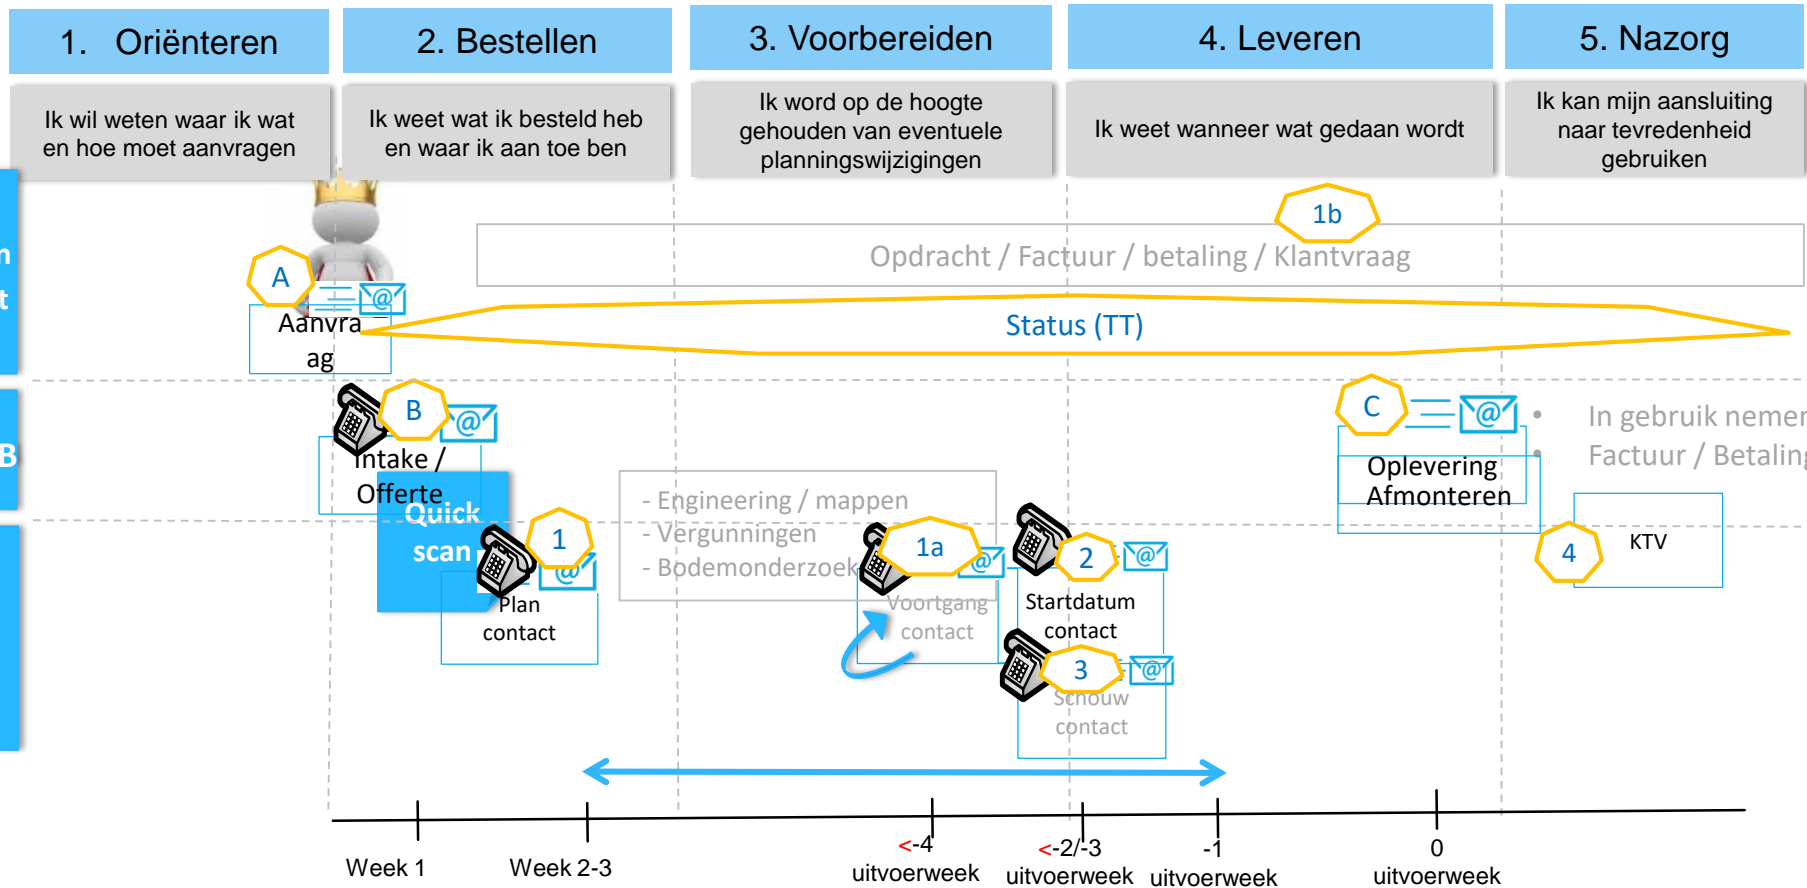 1. Oriënteren
2. Bestellen
3. Voorbereiden
4. Leveren
5. Nazorg
Ik wil weten waar ik wat
en hoe moet aanvragen
Ik weet wat ik besteld heb
en waar ik aan toe ben
Ik word op de hoogte
gehouden van eventuele
planningswijzigingen
Ik weet wanneer wat gedaan wordt
Ik kan mijn aansluiting
naar tevredenheid
gebruiken
n
t
1b
Opdracht / Factuur / betaling / Klantvraag
A
@
Aanvra
ag
Status (TT)
B
B
@
Intake /
Offerte
Quick
scan
1
@
Plan
contact
- Engineering / mappen
- Vergunningen
- Bodemonderzoek
1a
@
Voortgang
contact
2
@
Startdatum
contact
3
@
Schouw
contact
C
@
Oplevering
Afmonteren
• In gebruik nemen
• Factuur / Betaling
4
KTV
Week 1
Week 2-3
<-4
uitvoerweek
<-2/-3
uitvoerweek
-1
uitvoerweek
0
uitvoerweek